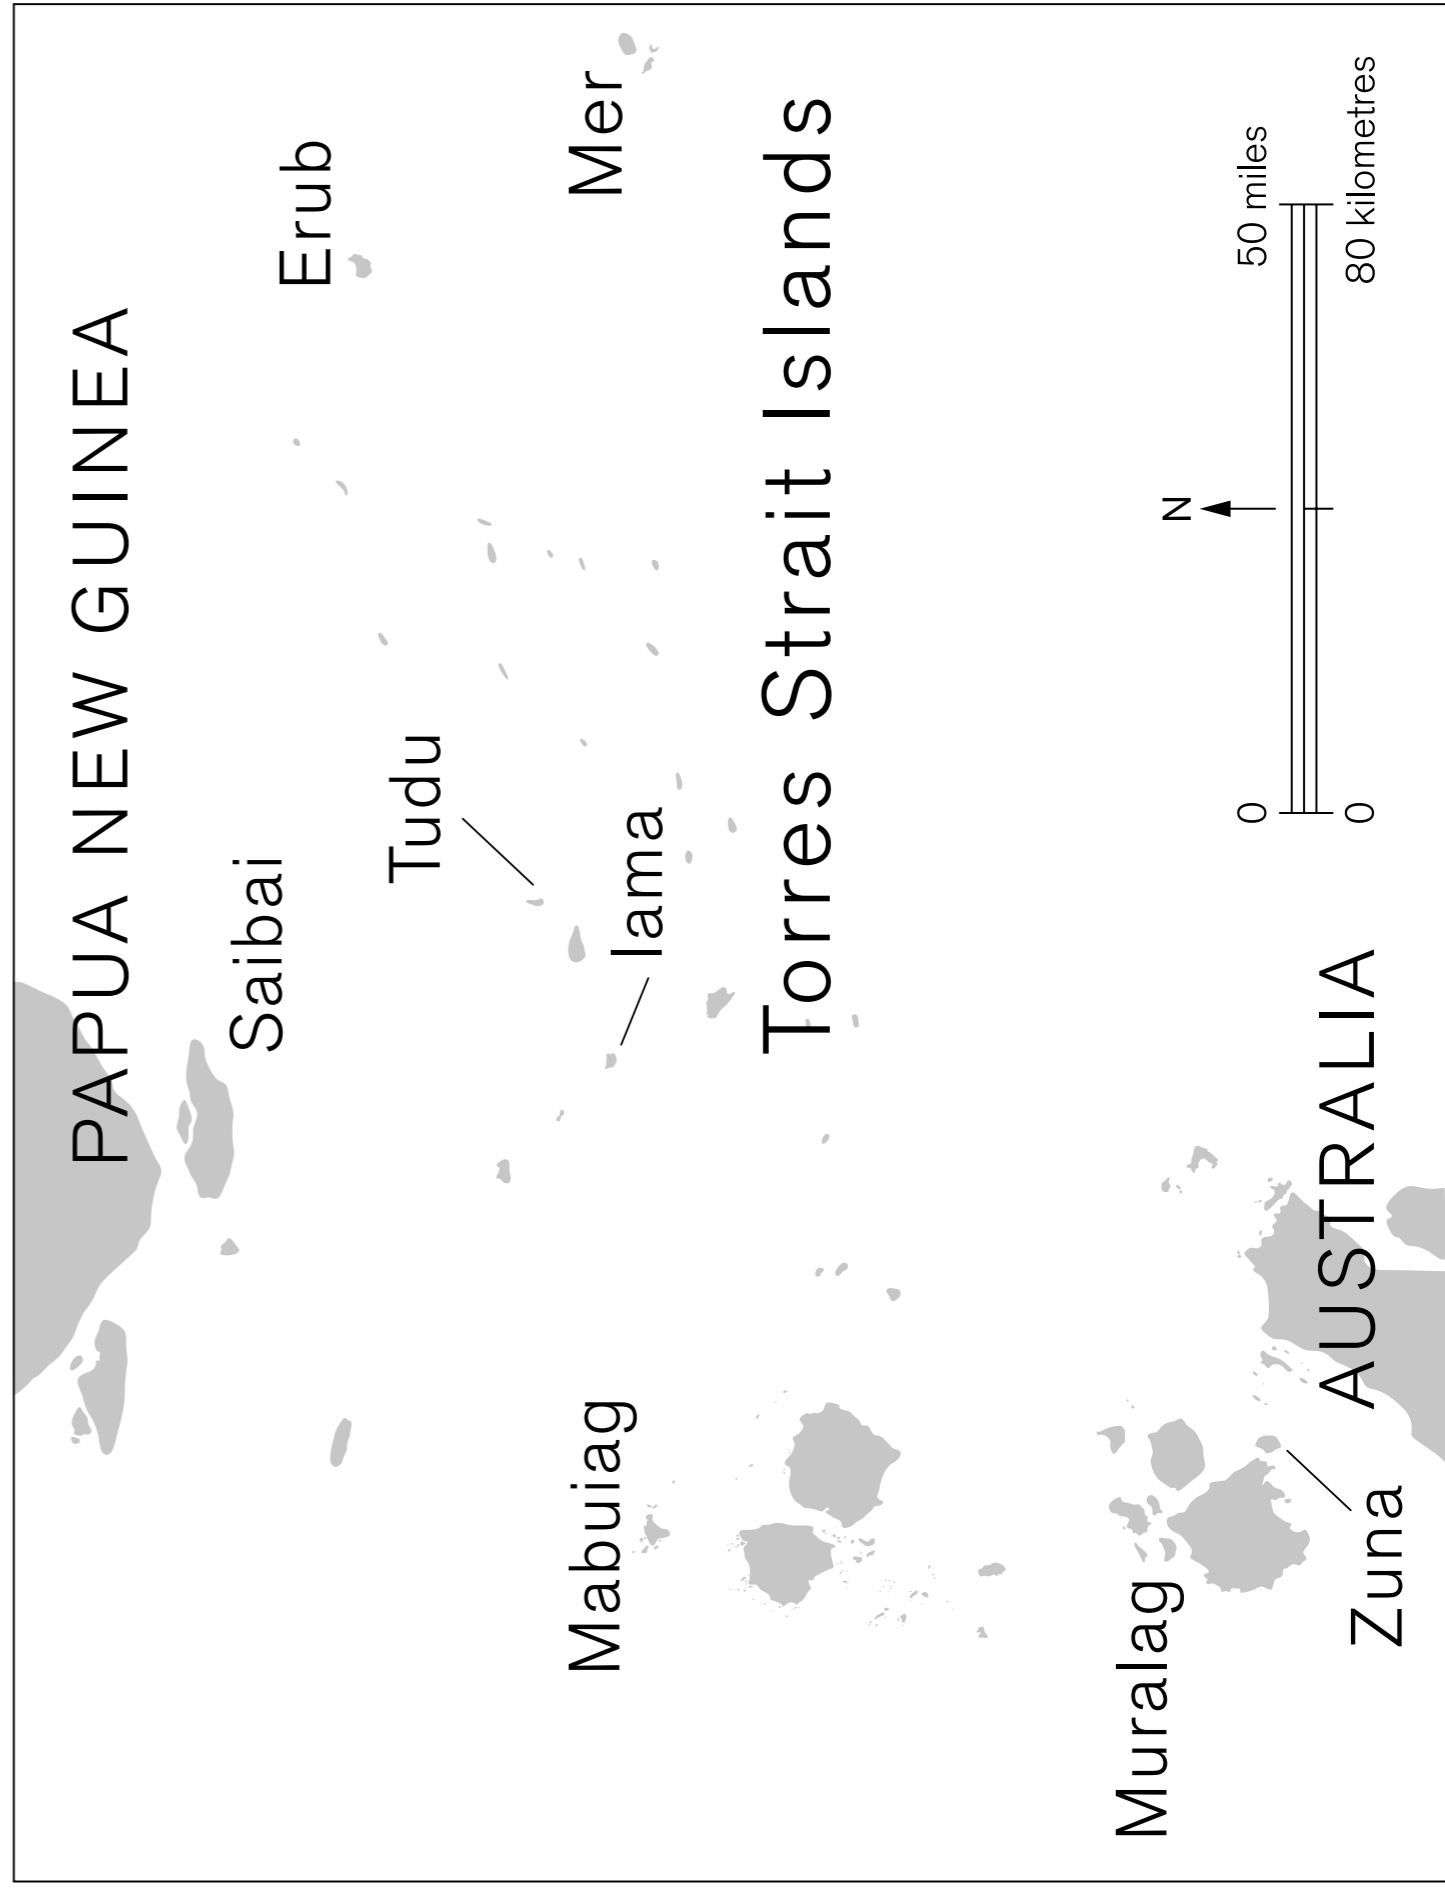 PAPUA NEW GUINEA
Saibai
Erub
Tudu
Mabuiag
Iama
Mer
Torres Strait Islands
Muralag
N
0
50 miles
0
80 kilometres
AUSTRALIA
Zuna